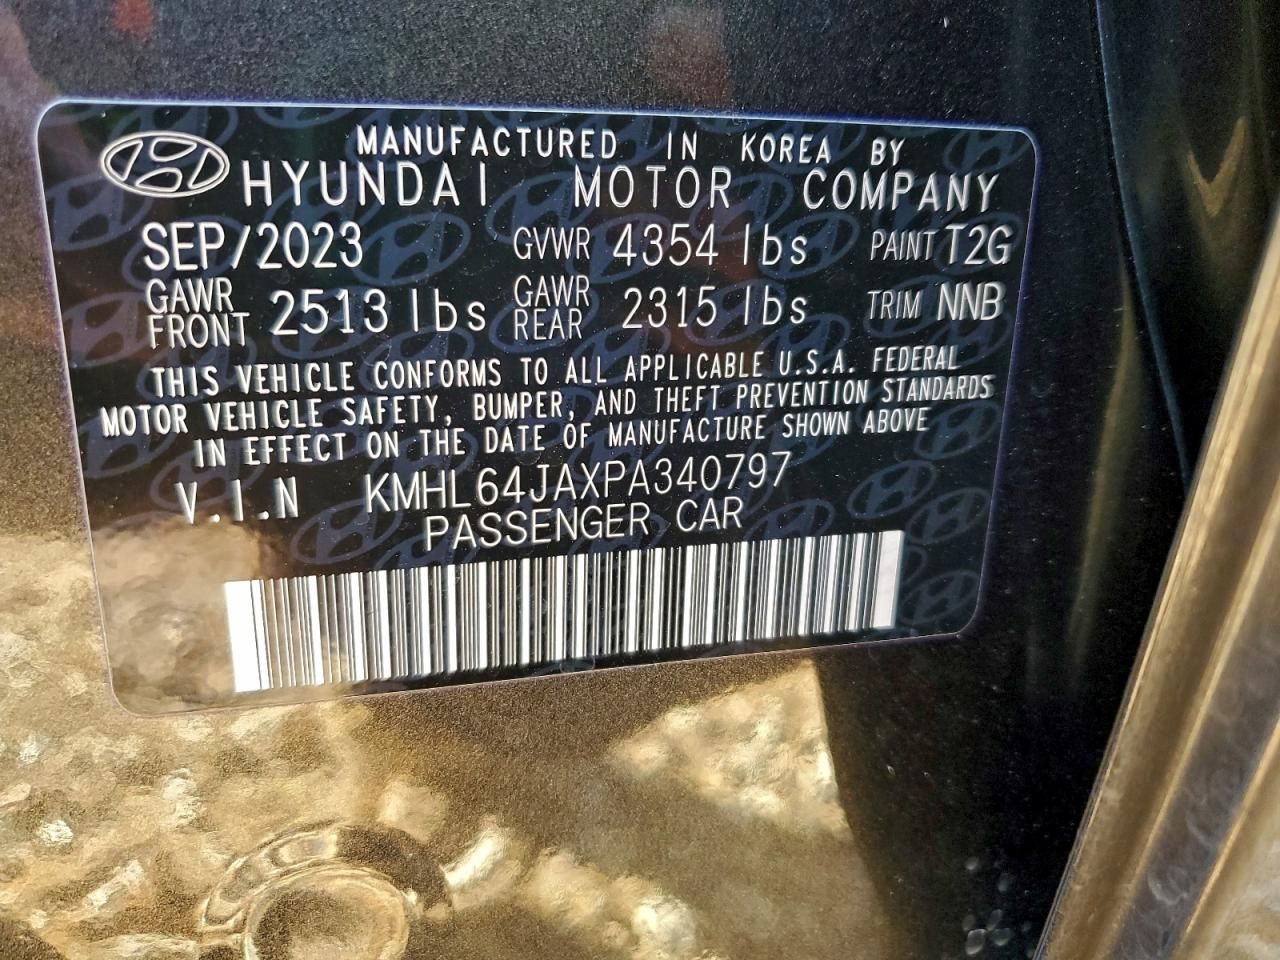 MANUFACTURED IN KOREA BY
HYUNDAI MOTOR COMPANY
SEP/2023 GVWR 4354 lbs PAINT T2G
GAWR FRONT 2513 lbs GAWR REAR 2315 lbs TRIM NNB
THIS VEHICLE CONFORMS TO ALL APPLICABLE U.S.A. FEDERAL
MOTOR VEHICLE SAFETY, BUMPER, AND THEFT PREVENTION STANDARDS
IN EFFECT ON THE DATE OF MANUFACTURE SHOWN ABOVE
V.I.N KMHL64JAXPA340797
PASSENGER CAR